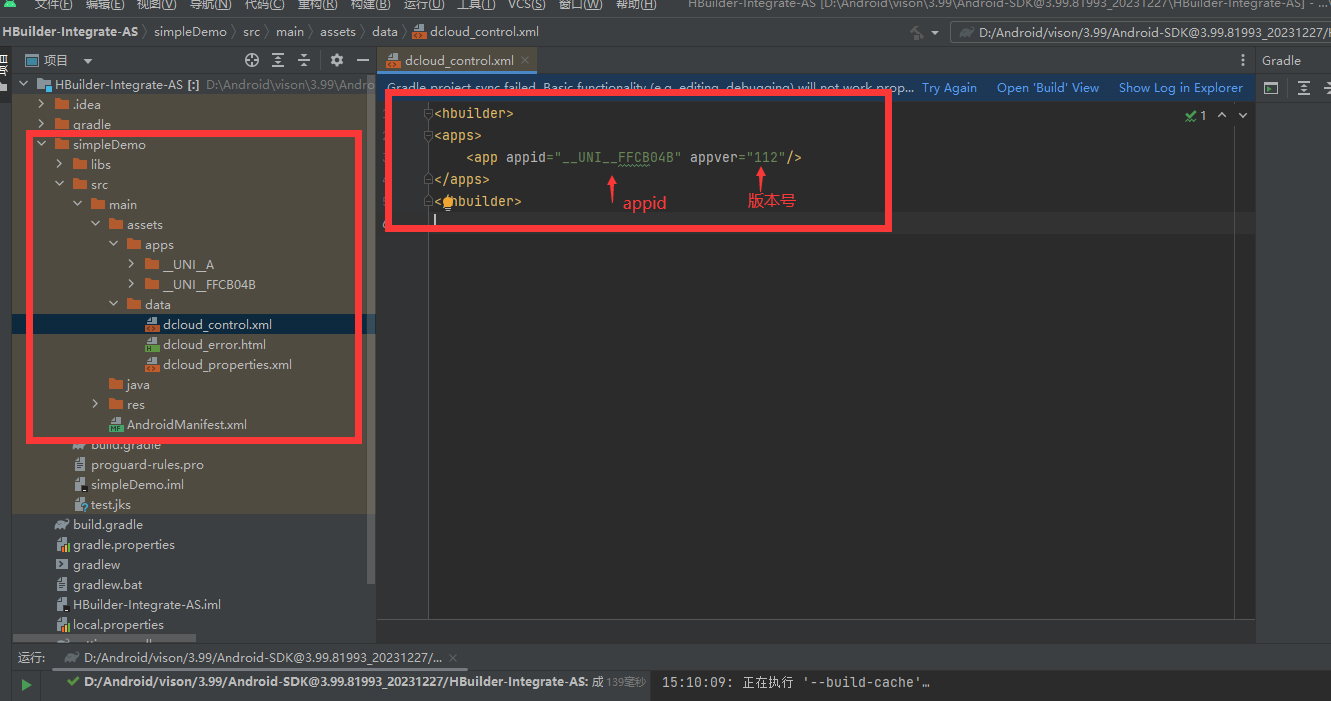 文件(F) 编辑(E) 视图(V) 导航(N) 代码(C) 重构(R) 构建(B) 运行(U) 工具(T) VCS(S) 窗口(W) 帮助(H) HBuilder-Integrate-AS [D:\Android\vison\3.99\Android-SDK@3.99.81993_20231227\HBuilder-Integrate-AS] - ...
HBuilder-Integrate-AS simpleDemo src main assets data dcloud_control.xml D:/Android/vison/3.99/Android-SDK@3.99.81993_20231227/H
项目 dcloud_control.xml Gradle
HBuilder-Integrate-AS [:] D:\Android\vison\3.99\Andro
Gradle project sync failed. Basic functionality (e.g. editing, debugging) will not work prop... Try Again Open 'Build' View Show Log in Explorer
.idea
gradle
simpleDemo
libs
src
main
assets
apps
__UNI__A
__UNI__FFCB04B
data
dcloud_control.xml
dcloud_error.html
dcloud_properties.xml
java
res
AndroidManifest.xml
build.gradle
proguard-rules.pro
simpleDemo.iml
test.jks
build.gradle
gradle.properties
gradlew
gradlew.bat
HBuilder-Integrate-AS.iml
local.properties
<hbuilder>
<apps>
<app appid="__UNI__FFCB04B" appver="112"/>
</apps>
builder>
1
appid
版本号
运行: D:/Android/vison/3.99/Android-SDK@3.99.81993_20231227/...
D:/Android/vison/3.99/Android-SDK@3.99.81993_20231227/HBuilder-Integrate-AS: 成 139毫秒
15:10:09: 正在执行 '--build-cache'…